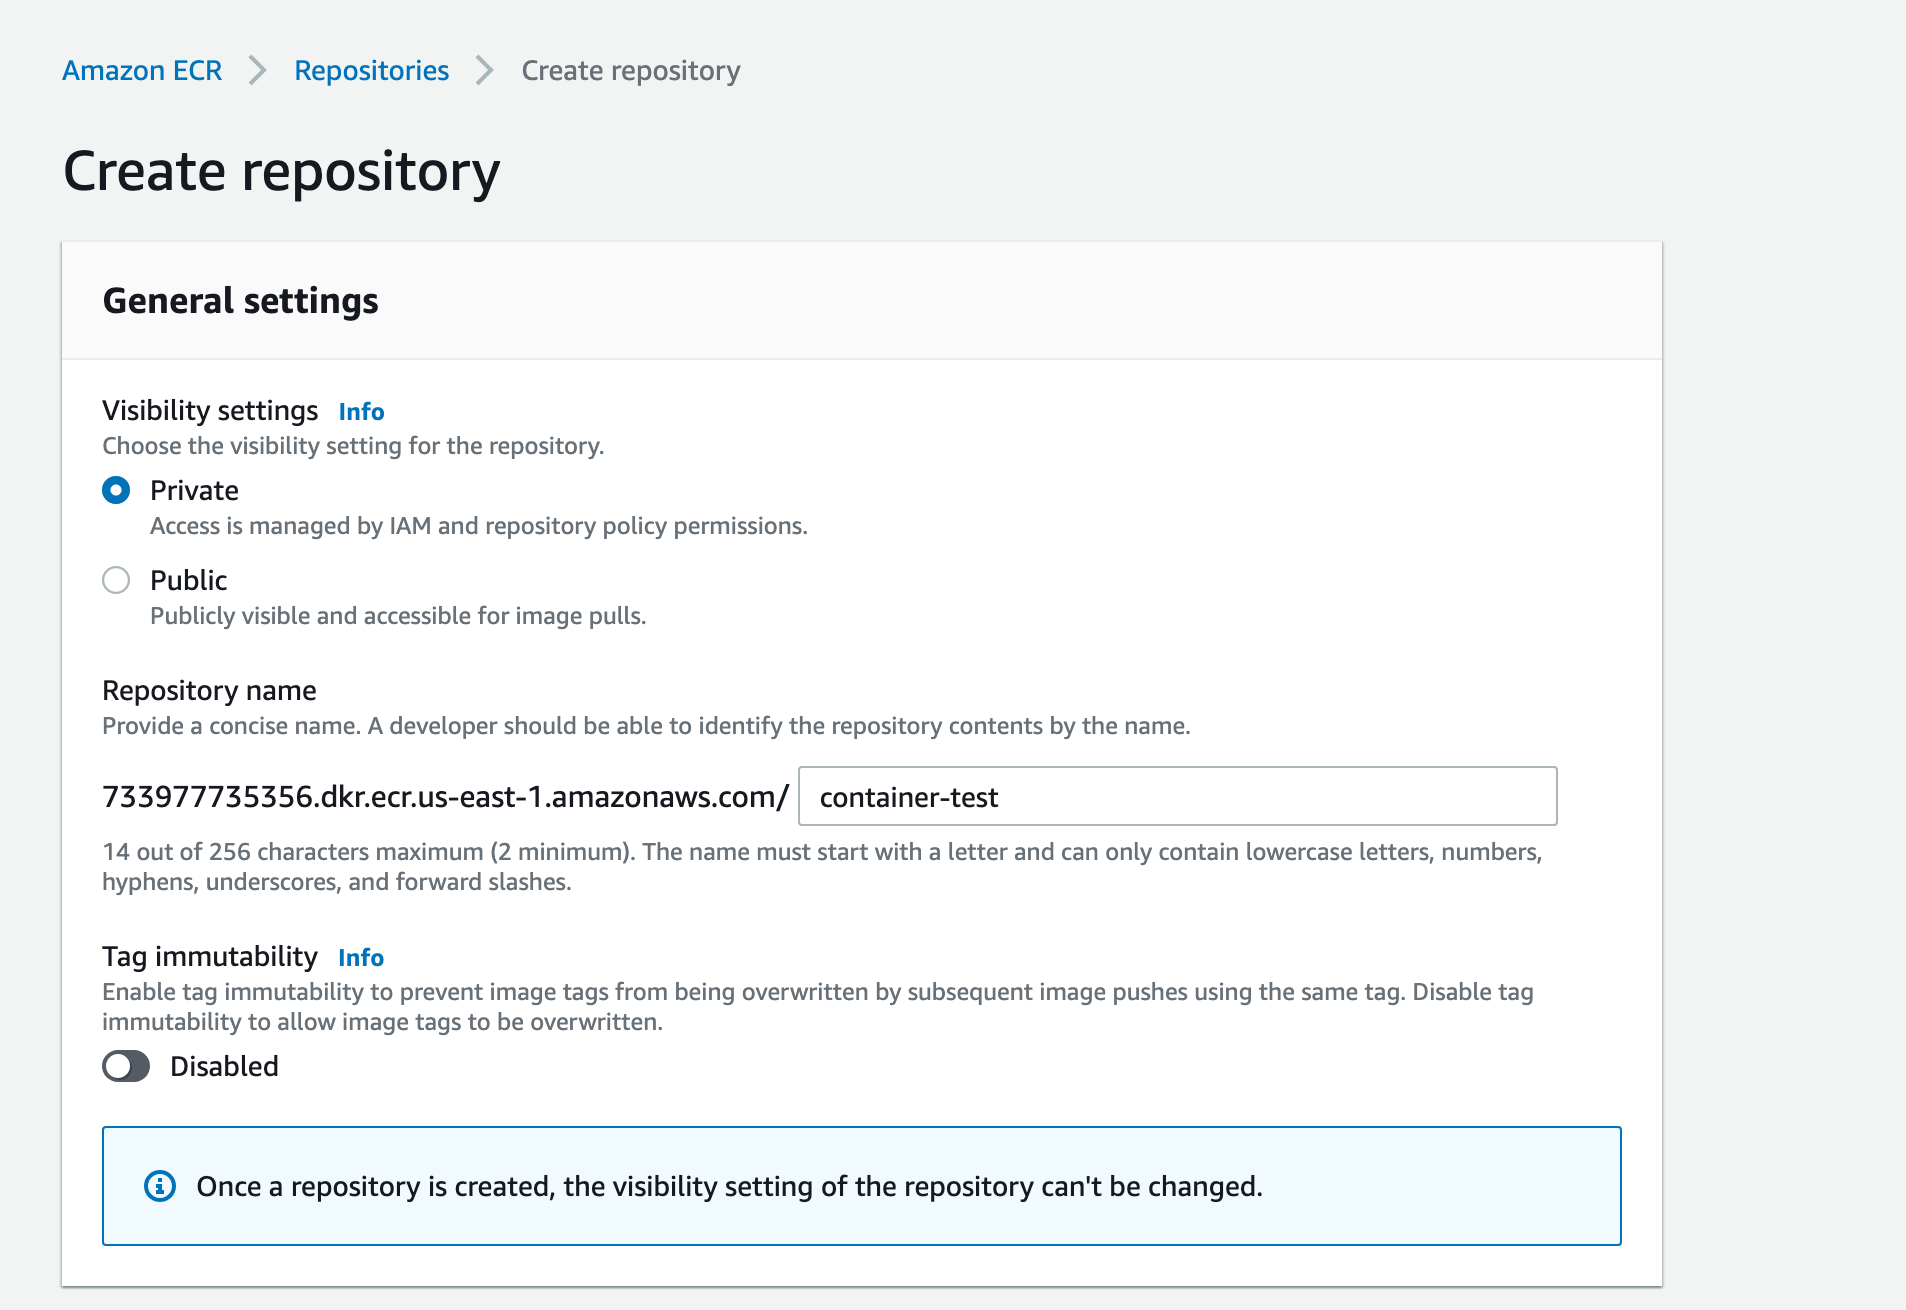 Amazon ECR > Repositories > Create repository
Create repository
General settings
Visibility settings Info
Choose the visibility setting for the repository.
Private
Access is managed by IAM and repository policy permissions.
Public
Publicly visible and accessible for image pulls.
Repository name
Provide a concise name. A developer should be able to identify the repository contents by the name.
733977735356.dkr.ecr.us-east-1.amazonaws.com/ container-test
14 out of 256 characters maximum (2 minimum). The name must start with a letter and can only contain lowercase letters, numbers,
hyphens, underscores, and forward slashes.
Tag immutability Info
Enable tag immutability to prevent image tags from being overwritten by subsequent image pushes using the same tag. Disable tag
immutability to allow image tags to be overwritten.
Disabled
Once a repository is created, the visibility setting of the repository can't be changed.